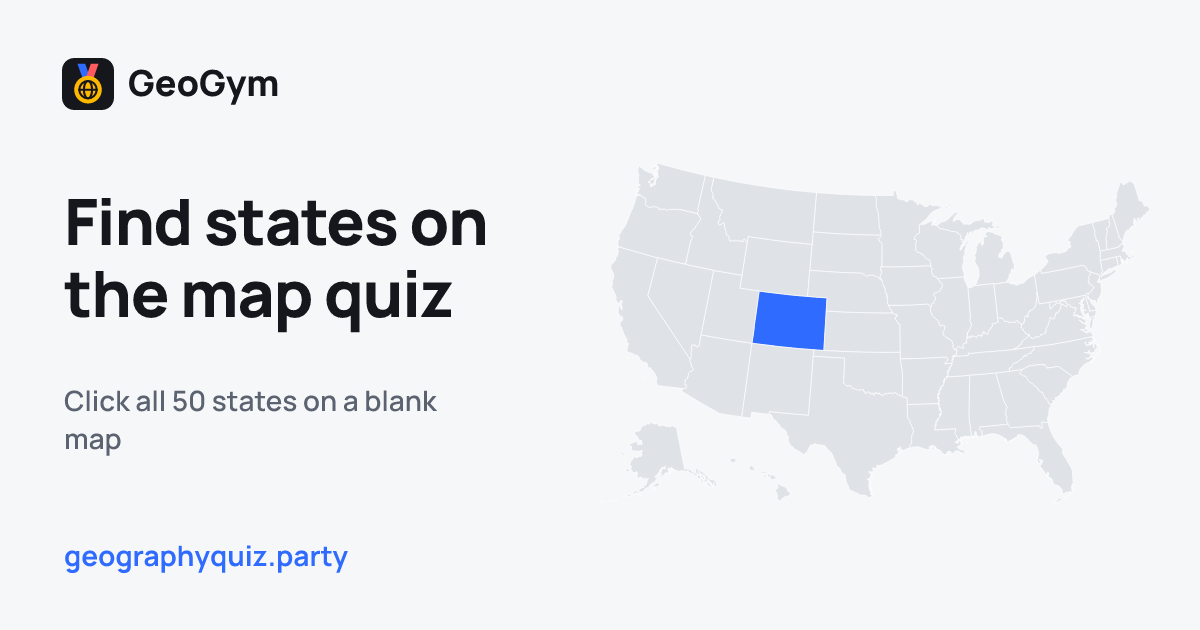 GeoGym
Find states on
the map quiz
Click all 50 states on a blank
map
geographyquiz.party